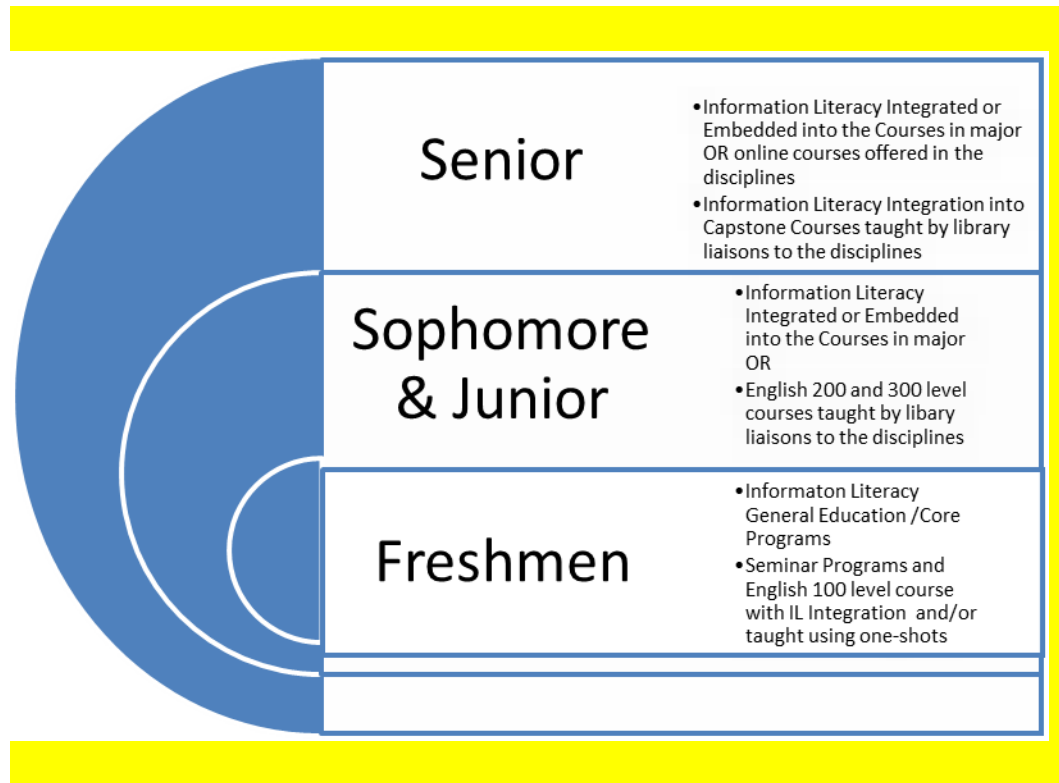 Senior
•Information Literacy Integrated or
Embedded into the Courses in major
OR online courses offered in the
disciplines
•Information Literacy Integration into
Capstone Courses taught by library
liaisons to the disciplines
Sophomore
& Junior
•Information Literacy
Integrated or Embedded
into the Courses in major
OR
•English 200 and 300 level
courses taught by libary
liaisons to the disciplines
Freshmen
•Informaton Literacy
General Education /Core
Programs
•Seminar Programs and
English 100 level course
with IL Integration and/or
taught using one-shots